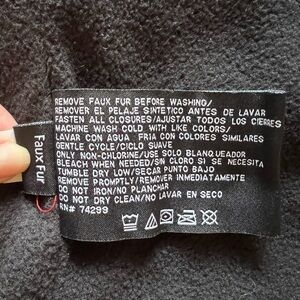 REMOVE FAUX FUR BEFORE WASHING/
REMOVER EL PELAJE SINTETICO ANTES DE LAVAR
FASTEN ALL CLOSURES/AJUSTAR TODOS LOS CIERRES
MACHINE WASH COLD WITH LIKE COLORS/
LAVAR CON AGUA FRIA CON COLORES SIMILARES
GENTLE CYCLE/CICLO SUAVE
ONLY NON-CHLORINE/USE SOLO BLANQUEADOR
BLEACH WHEN NEEDED/SIN CLORO SI SE NECESITA
TUMBLE DRY LOW/SECAR PUNTO BAJO
REMOVE PROMPTLY/REMOVER INMEDIATAMENTE
DO NOT IRON/NO PLANCHAR
DO NOT DRY CLEAN/NO LAVAR EN SECO
RN# 74299
Faux Fur